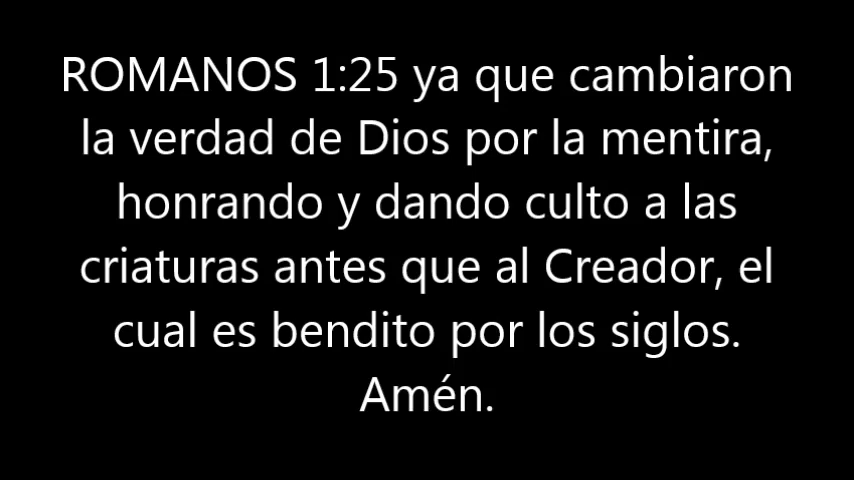 ROMANOS 1:25 ya que cambiaron
la verdad de Dios por la mentira,
honrando y dando culto a las
criaturas antes que al Creador, el
cual es bendito por los siglos.
Amén.